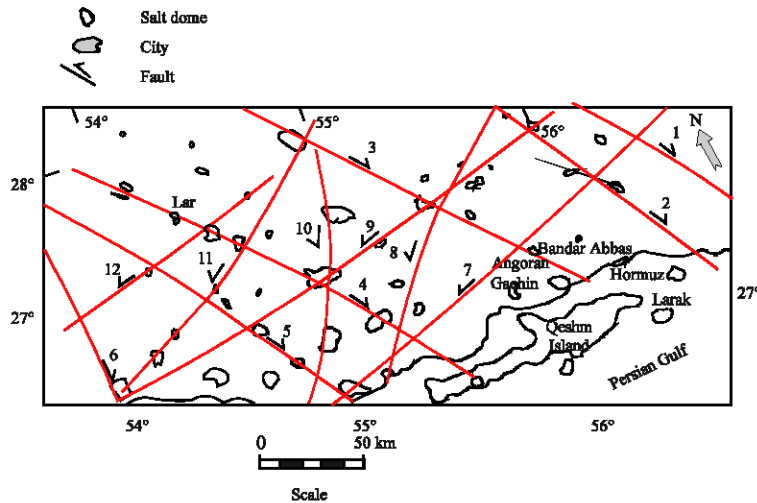 Salt dome
City
Fault
54°
55°
56°
N
1
3
28°
28°
Lar
2
10
9
8
Bandar Abbas
12
11
7
Angoran
Gachin
Hormuz
27°
27°
4
Larak
5
Qeshm
Island
6
Persian Gulf
54°
55°
56°
0
50 km
Scale